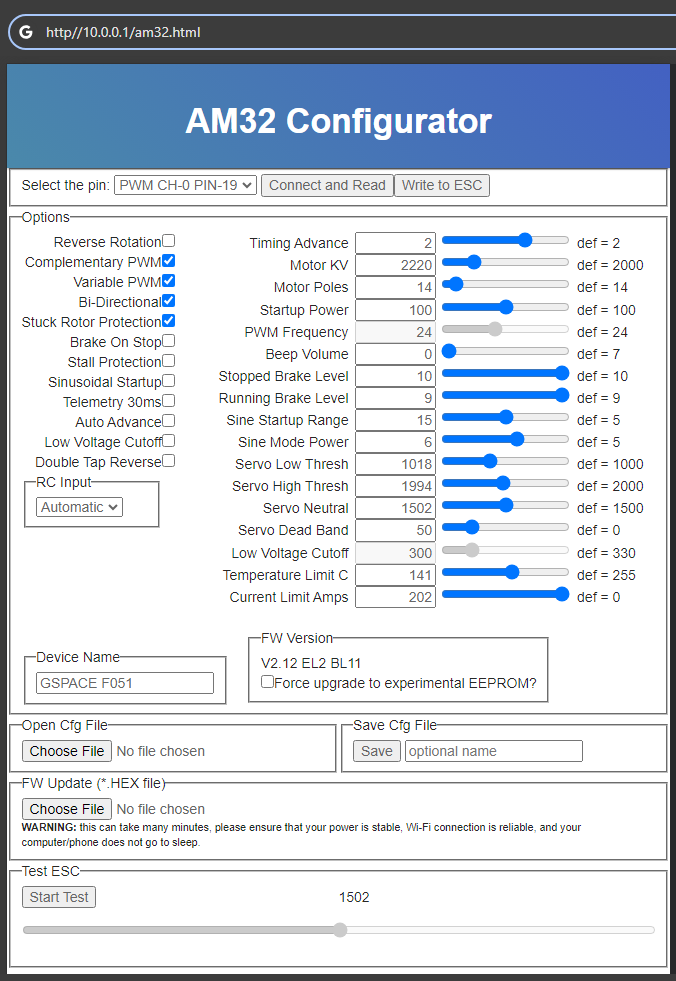 http//10.0.0.1/am32.html
AM32 Configurator
Select the pin: PWM CH-0 PIN-19 Connect and Read Write to ESC
Options
Reverse Rotation
Complementary PWM
Variable PWM
Bi-Directional
Stuck Rotor Protection
Brake On Stop
Stall Protection
Sinusoidal Startup
Telemetry 30ms
Auto Advance
Low Voltage Cutoff
Double Tap Reverse
RC Input
Automatic
Timing Advance 2 def = 2
Motor KV 2220 def = 2000
Motor Poles 14 def = 14
Startup Power 100 def = 100
PWM Frequency 24 def = 24
Beep Volume 0 def = 7
Stopped Brake Level 10 def = 10
Running Brake Level 9 def = 9
Sine Startup Range 15 def = 5
Sine Mode Power 6 def = 5
Servo Low Thresh 1018 def = 1000
Servo High Thresh 1994 def = 2000
Servo Neutral 1502 def = 1500
Servo Dead Band 50 def = 0
Low Voltage Cutoff 300 def = 330
Temperature Limit C 141 def = 255
Current Limit Amps 202 def = 0
Device Name
GSPACE F051
FW Version
V2.12 EL2 BL11
Force upgrade to experimental EEPROM?
Open Cfg File
Choose File No file chosen
Save Cfg File
Save optional name
FW Update (*.HEX file)
Choose File No file chosen
WARNING: this can take many minutes, please ensure that your power is stable, Wi-Fi connection is reliable, and your
computer/phone does not go to sleep.
Test ESC
Start Test 1502